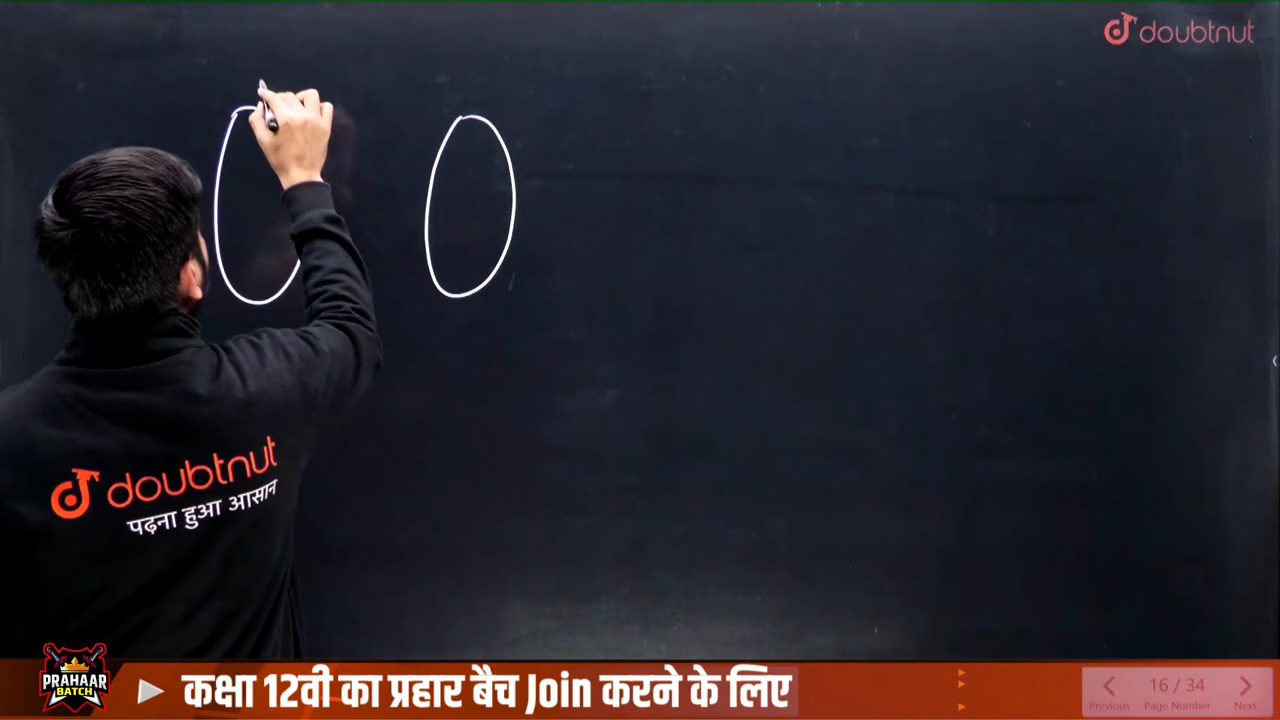 doubtnut
doubtnut
पढ़ना हुआ आसान
PRAHAAR
BATCH
कक्षा 12वी का प्रहार बैच Join करने के लिए
16 / 34
Previous Page Number Next